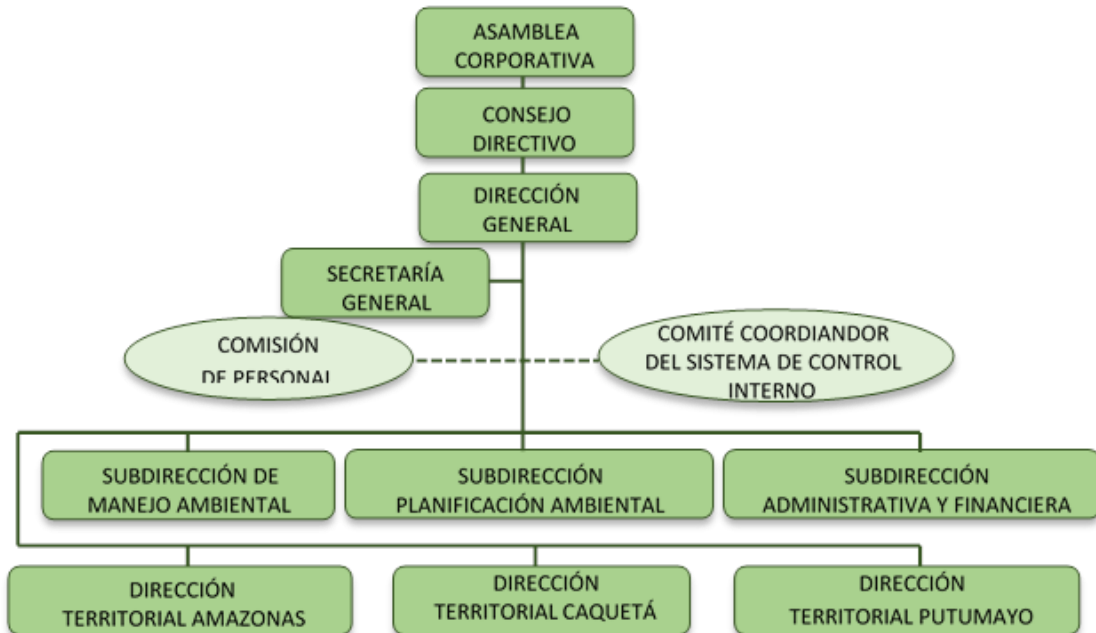 ASAMBLEA
CORPORATIVA
CONSEJO
DIRECTIVO
DIRECCIÓN
GENERAL
SECRETARÍA
GENERAL
COMISIÓN
DE PERSONAL
COMITÉ COORDIANDOR
DEL SISTEMA DE CONTROL
INTERNO
SUBDIRECCIÓN DE
MANEJO AMBIENTAL
SUBDIRECCIÓN
PLANIFICACIÓN AMBIENTAL
SUBDIRECCIÓN
ADMINISTRATIVA Y FINANCIERA
DIRECCIÓN
TERRITORIAL AMAZONAS
DIRECCIÓN
TERRITORIAL CAQUETÁ
DIRECCIÓN
TERRITORIAL PUTUMAYO